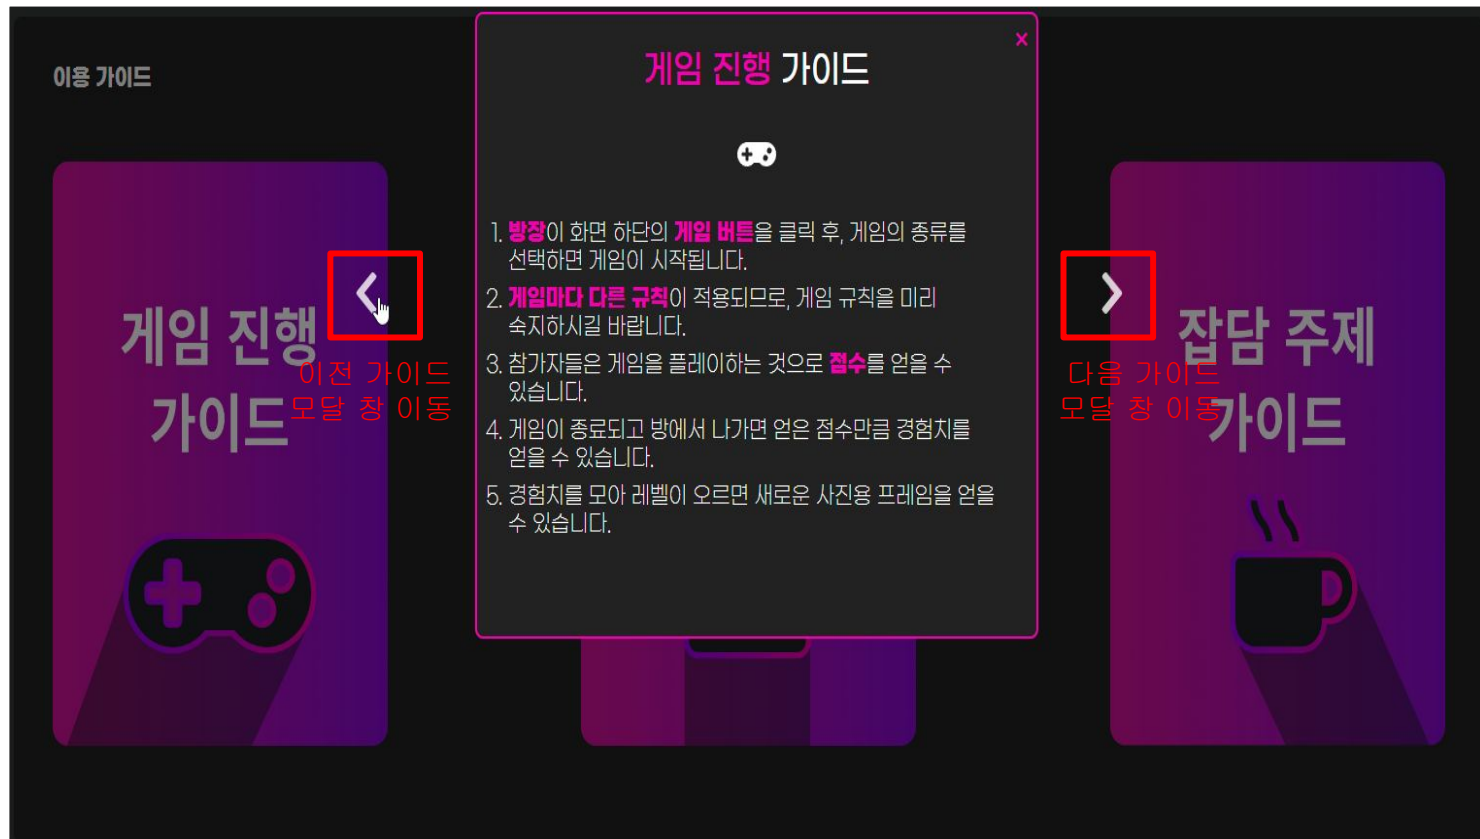 이용 가이드
게임 진행 가이드
x
1. 방장이 화면 하단의 게임 버튼을 클릭 후, 게임의 종류를
선택하면 게임이 시작됩니다.
2. 게임마다 다른 규칙이 적용되므로, 게임 규칙을 미리
숙지하시길 바랍니다.
3. 참가자들은 게임을 플레이하는 것으로 점수를 얻을 수
있습니다.
4. 게임이 종료되고 방에서 나가면 얻은 점수만큼 경험치를
얻을 수 있습니다.
5. 경험치를 모아 레벨이 오르면 새로운 사진용 프레임을 얻을
수 있습니다.
게임 진행
가이드
이전 가이드
모달 창 이동
다음 가이드
모달 창 이동
잡담 주제
가이드